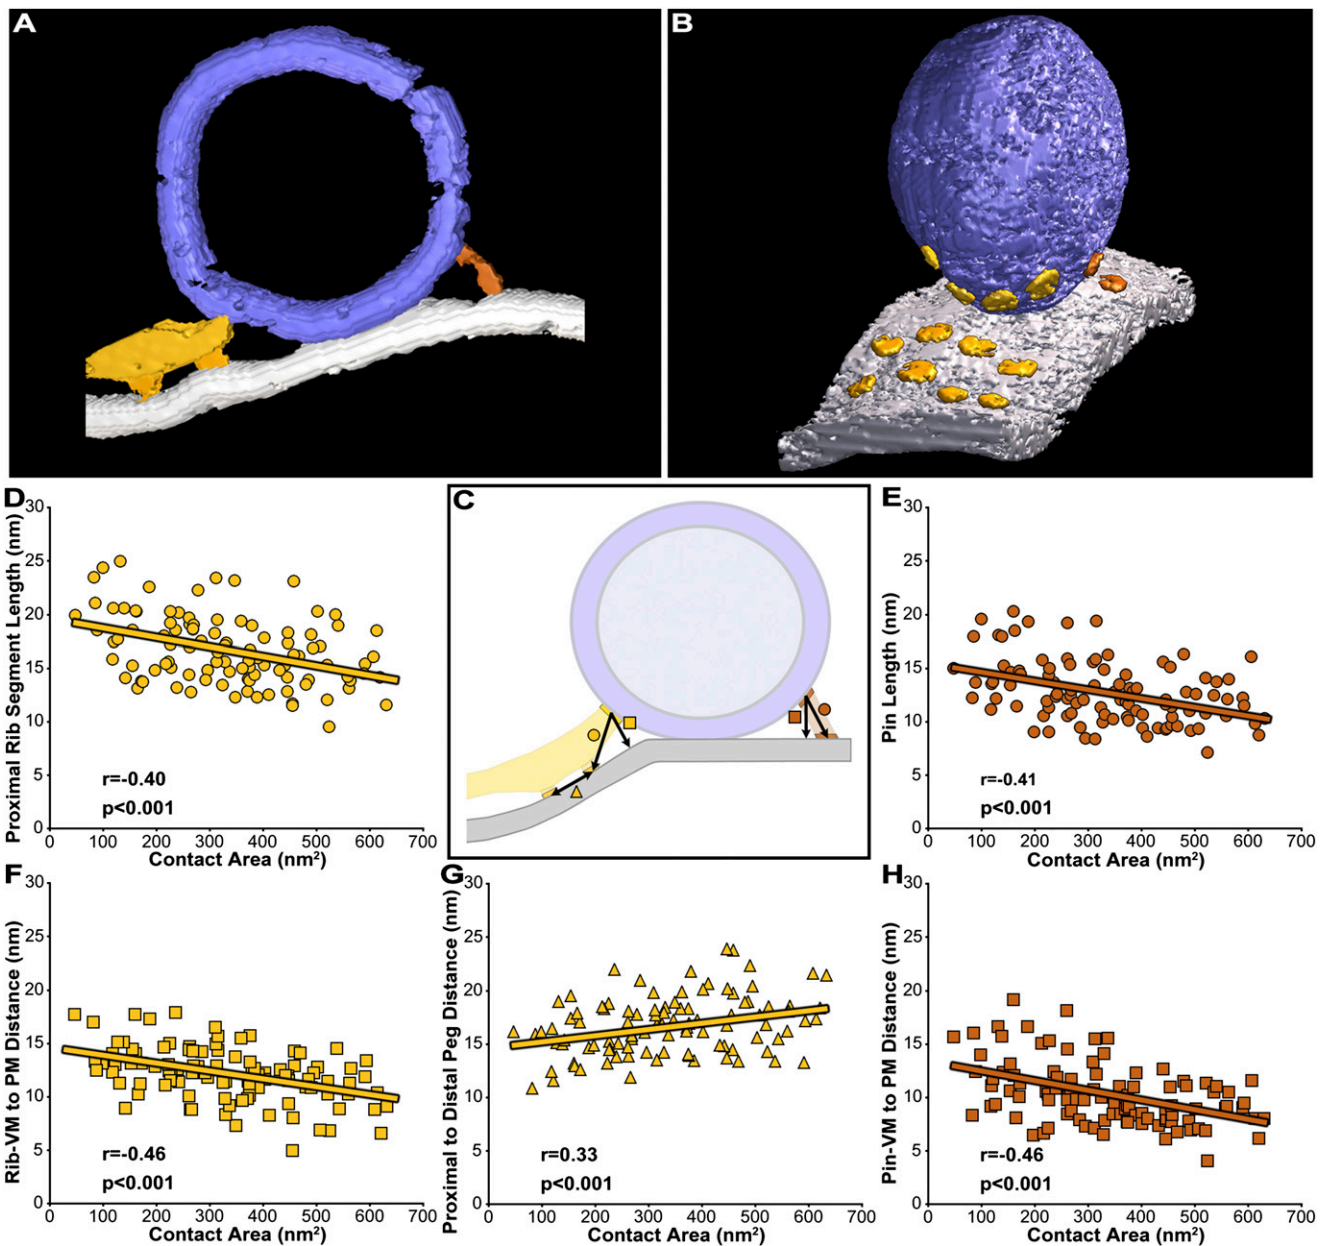 A
B
D
30
25
20
15
10
5
0
Proximal Rib Segment Length (nm)
r=-0.40
p<0.001
0 100 200 300 400 500 600 700
Contact Area (nm²)
C
E
30
25
20
15
10
5
0
Pin Length (nm)
r=-0.41
p<0.001
0 100 200 300 400 500 600 700
Contact Area (nm²)
F
30
25
20
15
10
5
0
Rib-VM to PM Distance (nm)
r=-0.46
p<0.001
0 100 200 300 400 500 600 700
Contact Area (nm²)
G
30
25
20
15
10
5
0
Proximal to Distal Peg Distance (nm)
r=0.33
p<0.001
0 100 200 300 400 500 600 700
Contact Area (nm²)
H
30
25
20
15
10
5
0
Pin-VM to PM Distance (nm)
r=-0.46
p<0.001
0 100 200 300 400 500 600 700
Contact Area (nm²)